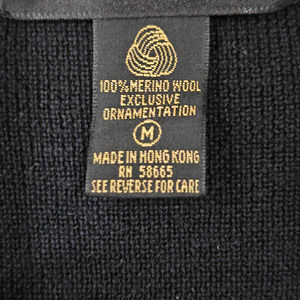 100% MERINO WOOL
EXCLUSIVE
ORNAMENTATION
M
MADE IN HONG KONG
RN 58665
SEE REVERSE FOR CARE